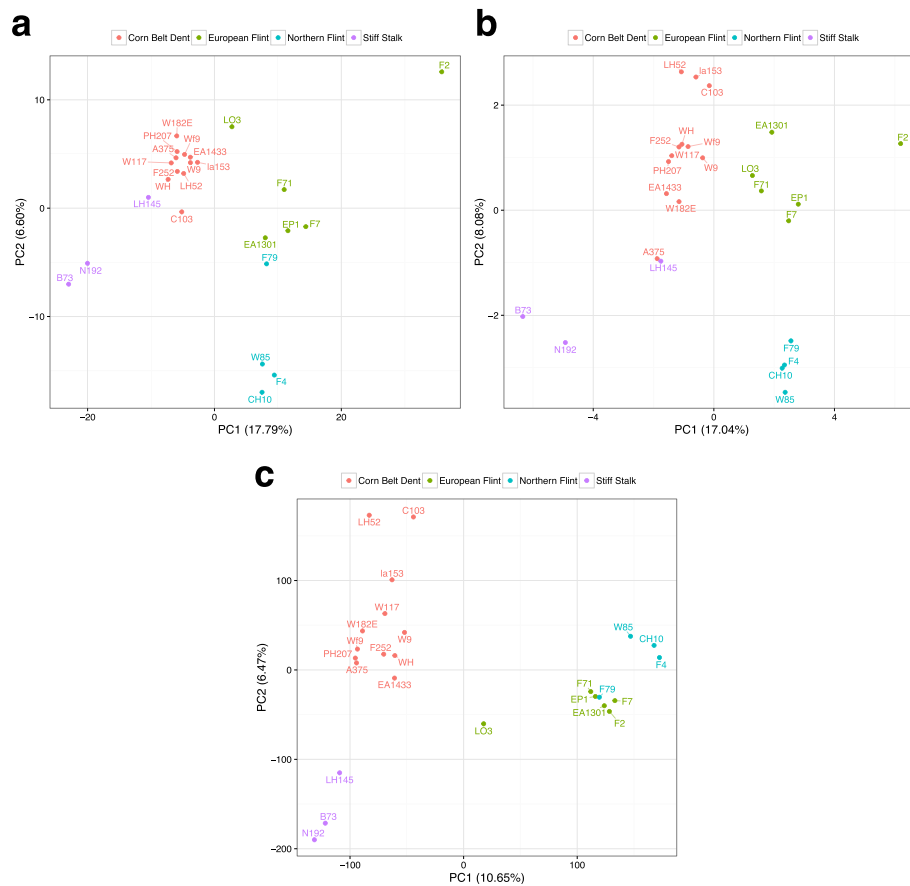 a
Corn Belt Dent European Flint Northern Flint Stiff Stalk
F2
10
LO3
W182E
PH207 Wf9
A375 EA1433
W117 W9 Ia153
F252
WH LH52
F71
LH145
0
C103
EP1 F7
EA1301
F79
N192
B73
−10
W85
F4
CH10
−20 0 20
PC1 (17.79%)
PC2 (6.60%)
b
Corn Belt Dent European Flint Northern Flint Stiff Stalk
LH52 Ia153
C103
2
EA1301
WH
F252 Wf9
F2
W117
PH207 W9
LO3
F71
EA1433
EP1
W182E
0
F7
A375
LH145
B73
−2
N192
F79
F4
CH10
W85
−4 0 4
PC1 (17.04%)
PC2 (8.08%)
c
Corn Belt Dent European Flint Northern Flint Stiff Stalk
C103
LH52
Ia153
100
W117
W182E
W85
W9
CH10
Wf9
F252
PH207
WH
F4
A375
0
EA1433
F71 F79
EP1 F7
EA1301
F2
LO3
−100
LH145
B73
N192
−200
−100 0 100
PC1 (10.65%)
PC2 (6.47%)